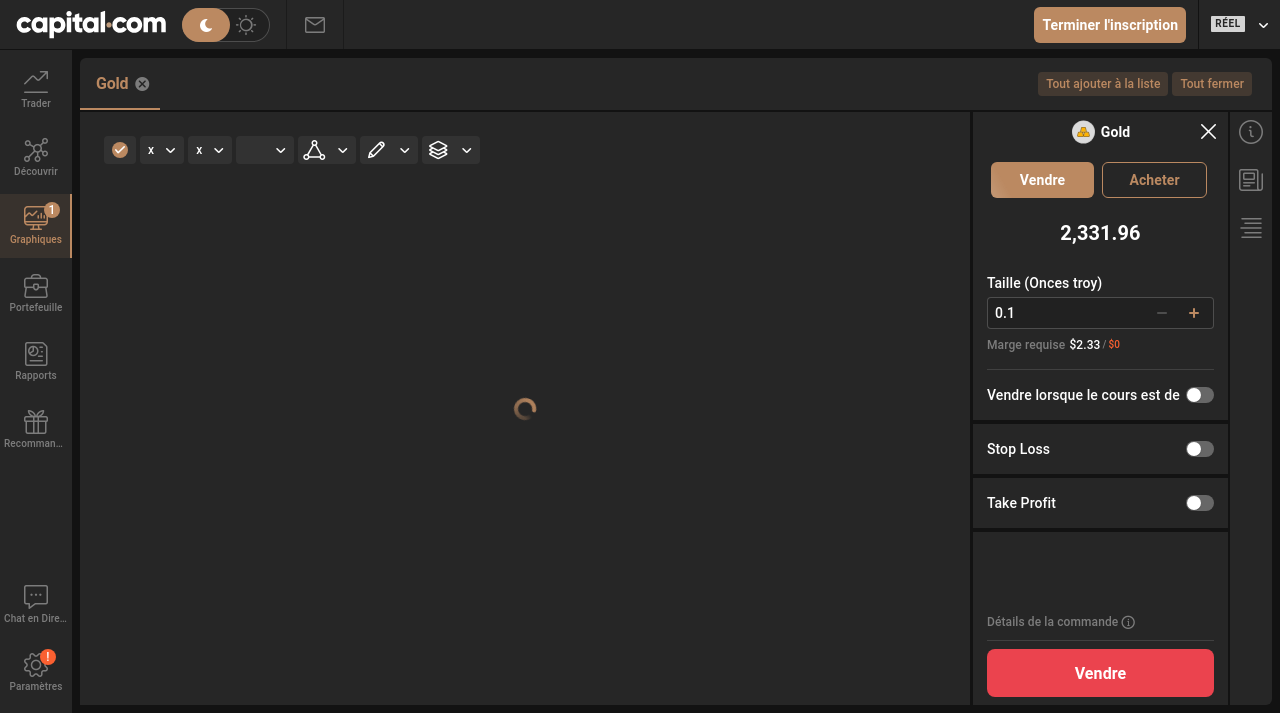 capital.com
Terminer l'inscription
RÉEL
Trader
Découvrir
1
Graphiques
Portefeuille
Rapports
Recomman...
Chat en Dire...
!
Paramètres
Gold
Tout ajouter à la liste
Tout fermer
x
x
Gold
Vendre
Acheter
2,331.96
Taille (Onces troy)
0.1
Marge requise $2.33 / $0
Vendre lorsque le cours est de
Stop Loss
Take Profit
Détails de la commande
Vendre